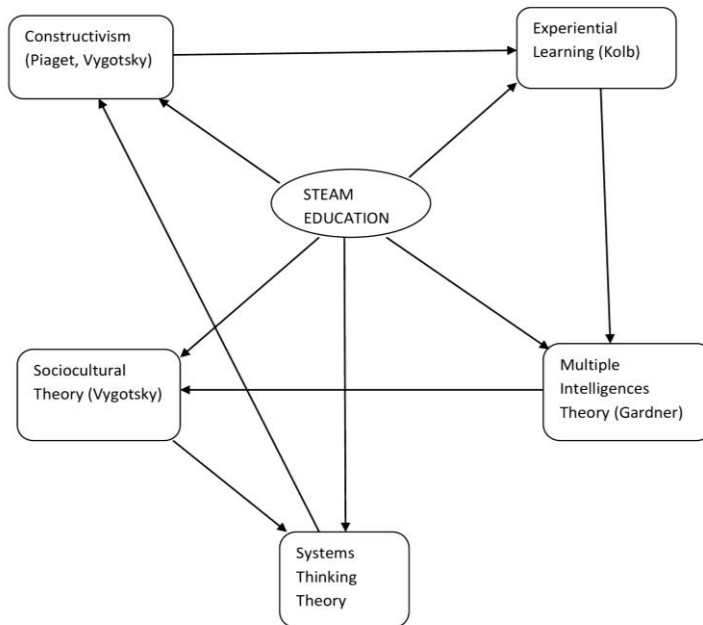 Constructivism
(Piaget, Vygotsky)
Experiential
Learning (Kolb)
STEAM
EDUCATION
Sociocultural
Theory (Vygotsky)
Multiple
Intelligences
Theory (Gardner)
Systems
Thinking
Theory